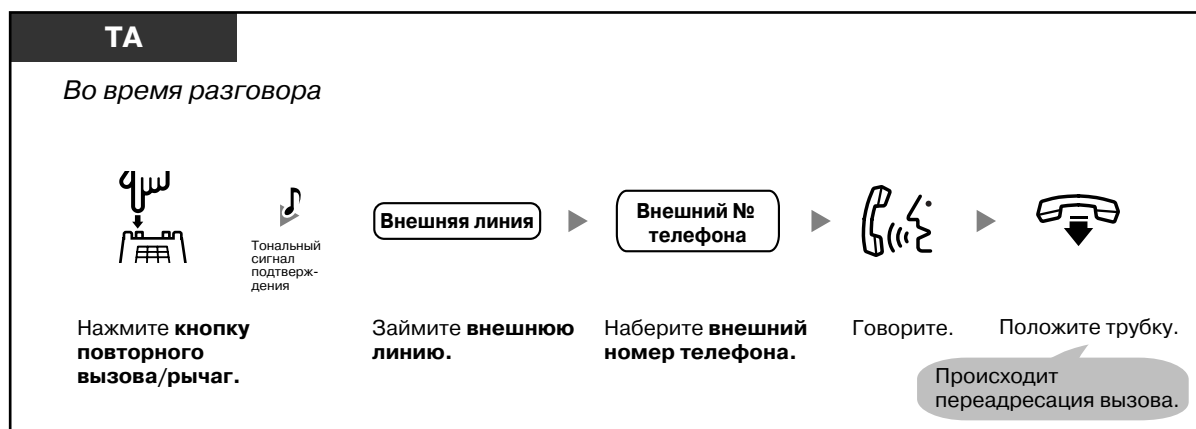 ТА
Во время разговора
Тональный
сигнал
подтверж-
дения
Внешняя линия
Внешний №
телефона
Нажмите кнопку
повторного
вызова/рычаг.
Займите внешнюю
линию.
Наберите внешний
номер телефона.
Говорите.
Положите трубку.
Происходит
переадресация вызова.